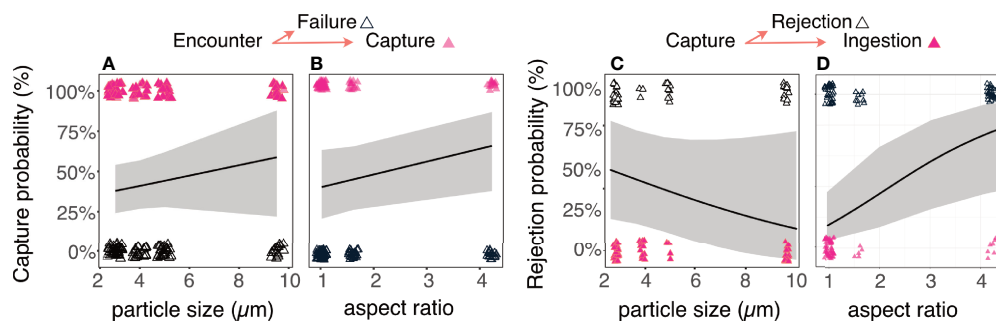 Failure △
Encounter Capture ▲
Rejection △
Capture Ingestion ▲
A
B
C
D
Capture probability (%)
100%
75%
50%
25%
0%
2 4 6 8 10
particle size (µm)
1 2 3 4
aspect ratio
Rejection probability (%)
100%
75%
50%
25%
0%
2 4 6 8 10
particle size (µm)
1 2 3 4
aspect ratio